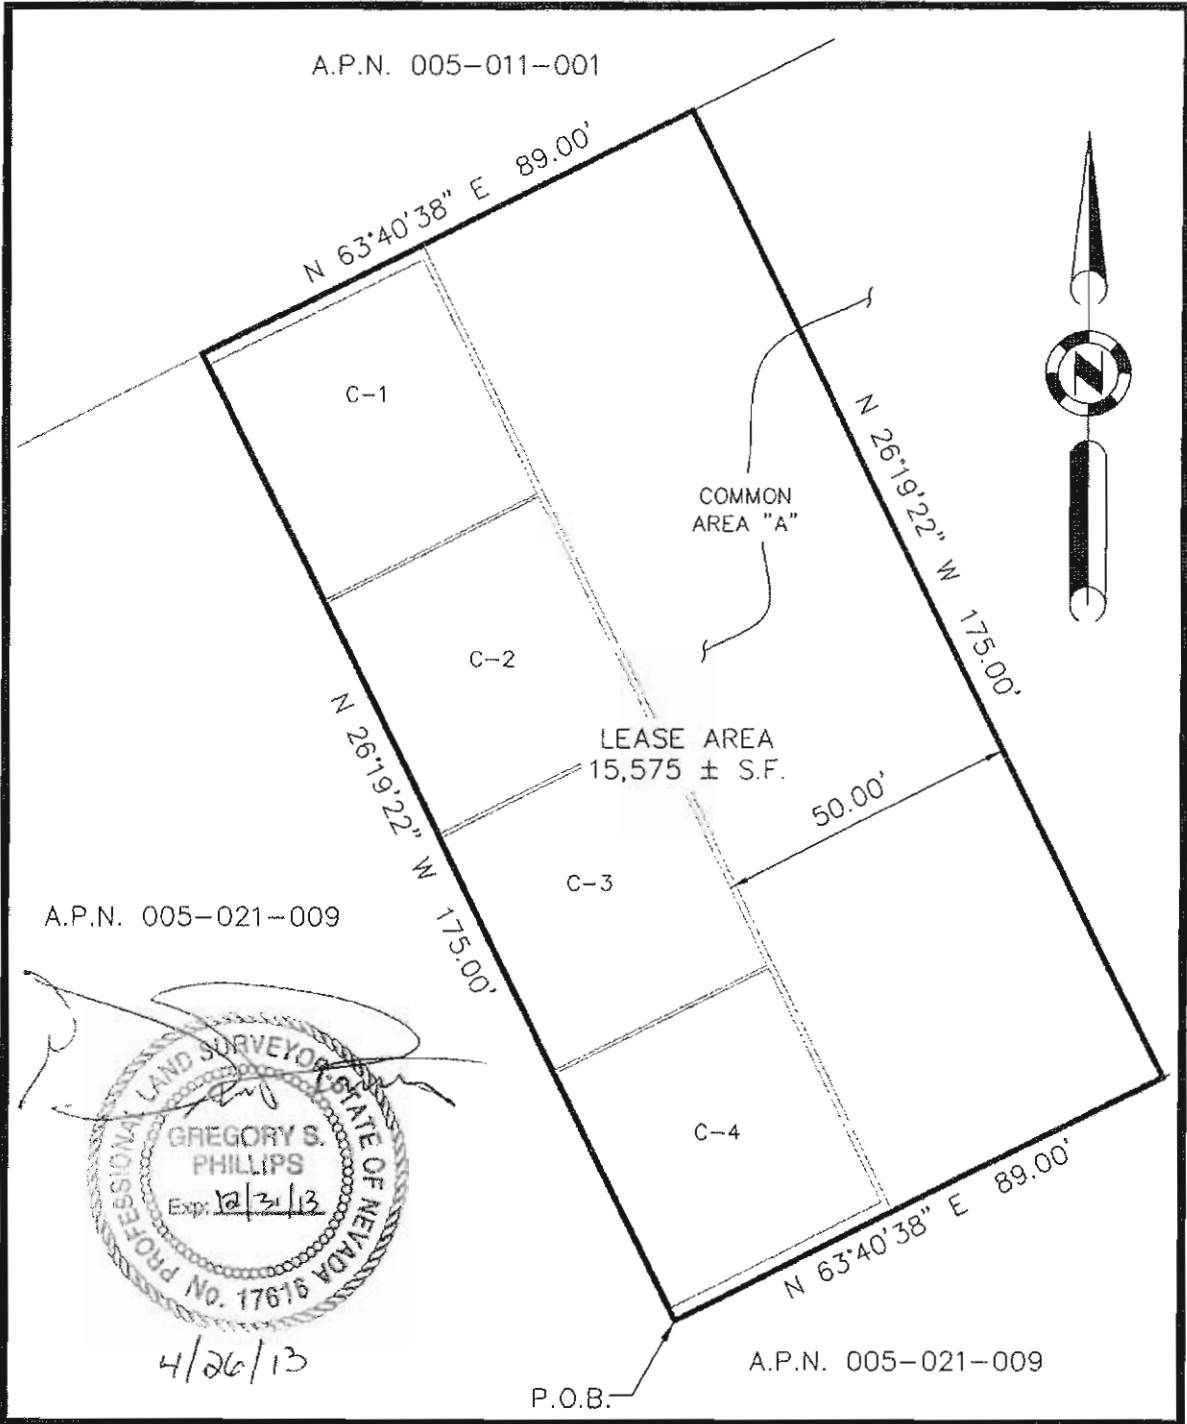 A.P.N. 005-011-001
N 63°40'38" E 89.00'
C-1
COMMON
AREA "A"
N 26°19'22" W 175.00'
C-2
LEASE AREA
15,575 ± S.F.
N 26°19'22" W 175.00'
50.00'
C-3
A.P.N. 005-021-009
PROFESSIONAL LAND SURVEYOR-STATE OF NEVADA
GREGORY S.
PHILLIPS
Exp: 12/31/13
No. 17616
4/26/13
C-4
N 63°40'38" E 89.00'
A.P.N. 005-021-009
P.O.B.
N